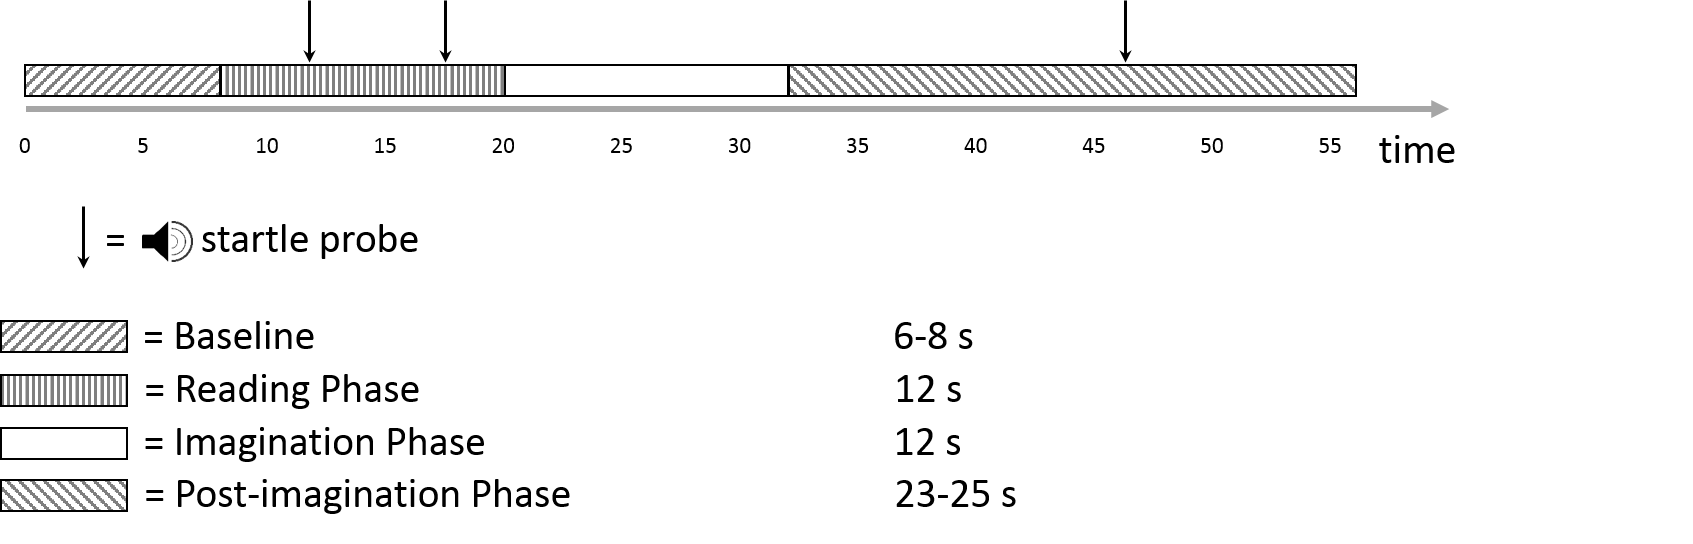 0 5 10 15 20 25 30 35 40 45 50 55 time
= startle probe
= Baseline 6-8 s
= Reading Phase 12 s
= Imagination Phase 12 s
= Post-imagination Phase 23-25 s